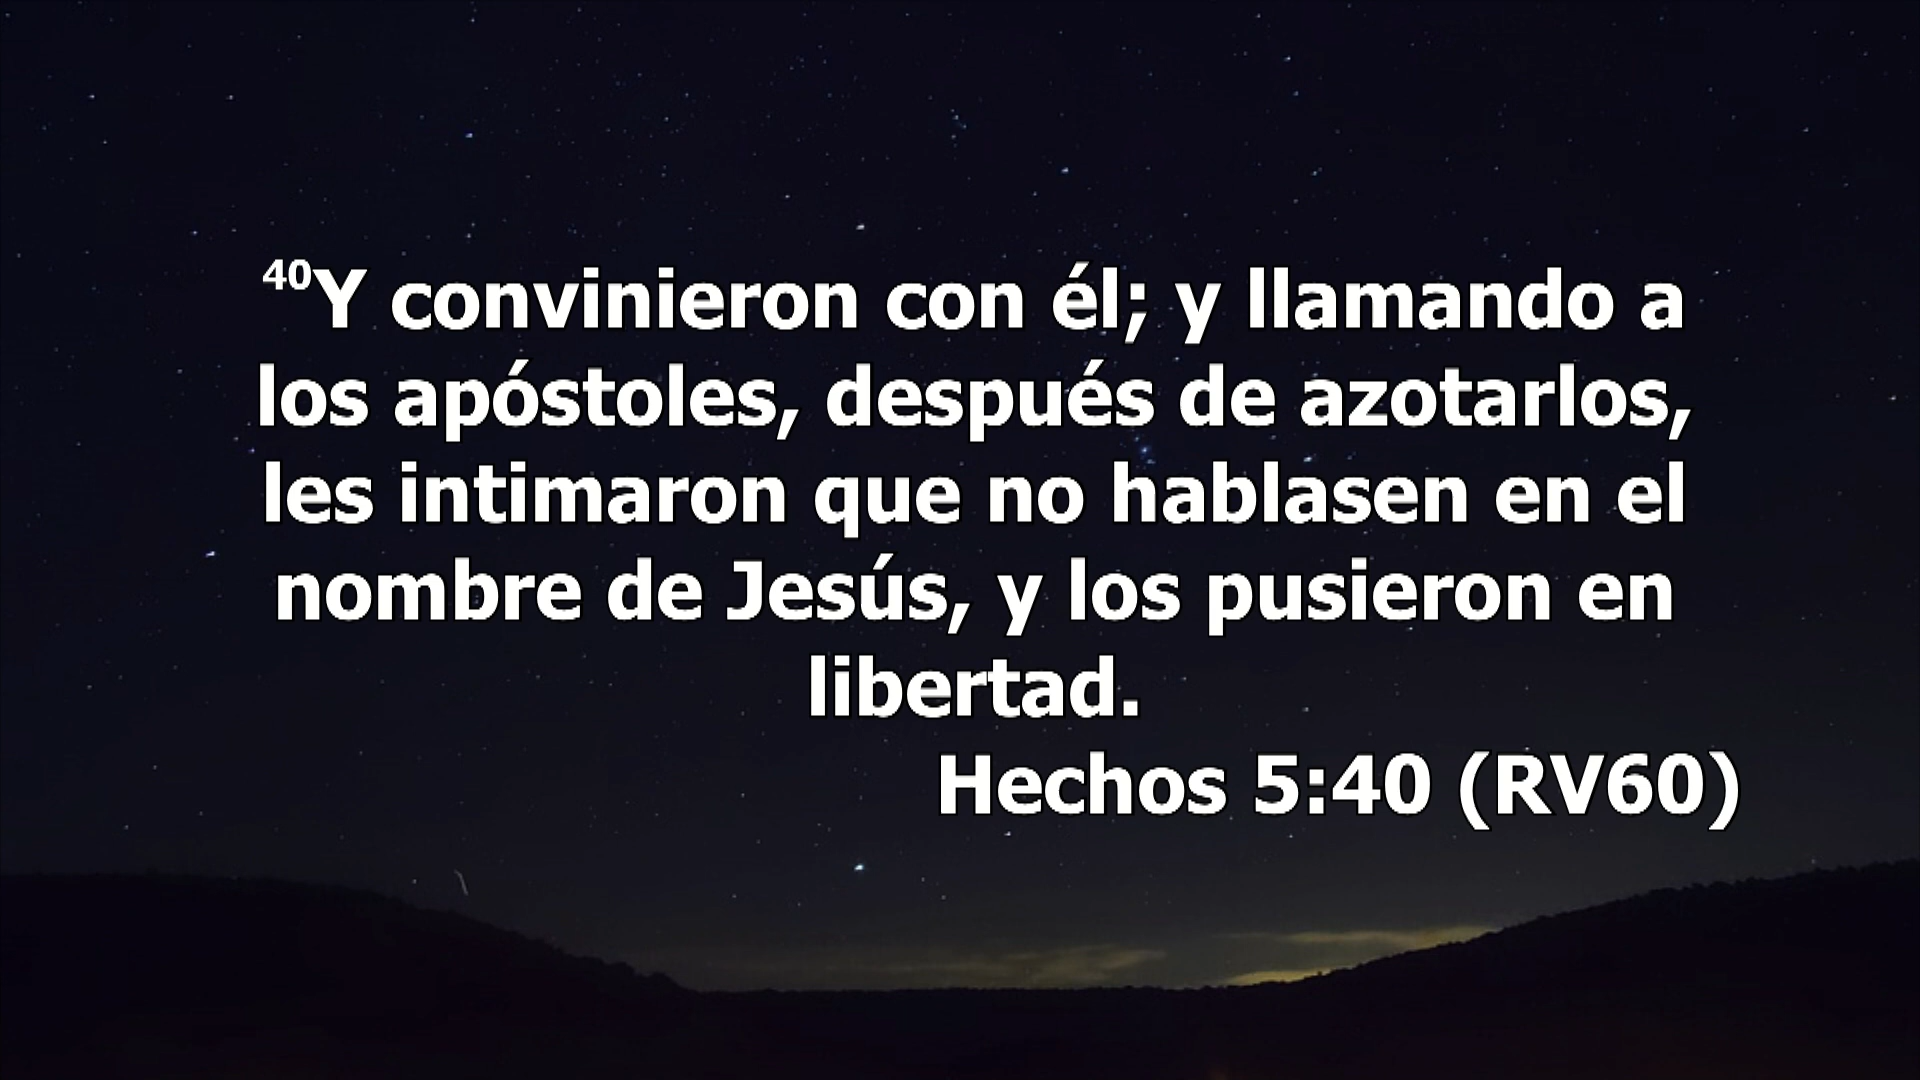 40Y convinieron con él; y llamando a
los apóstoles, después de azotarlos,
les intimaron que no hablasen en el
nombre de Jesús, y los pusieron en
libertad.
Hechos 5:40 (RV60)